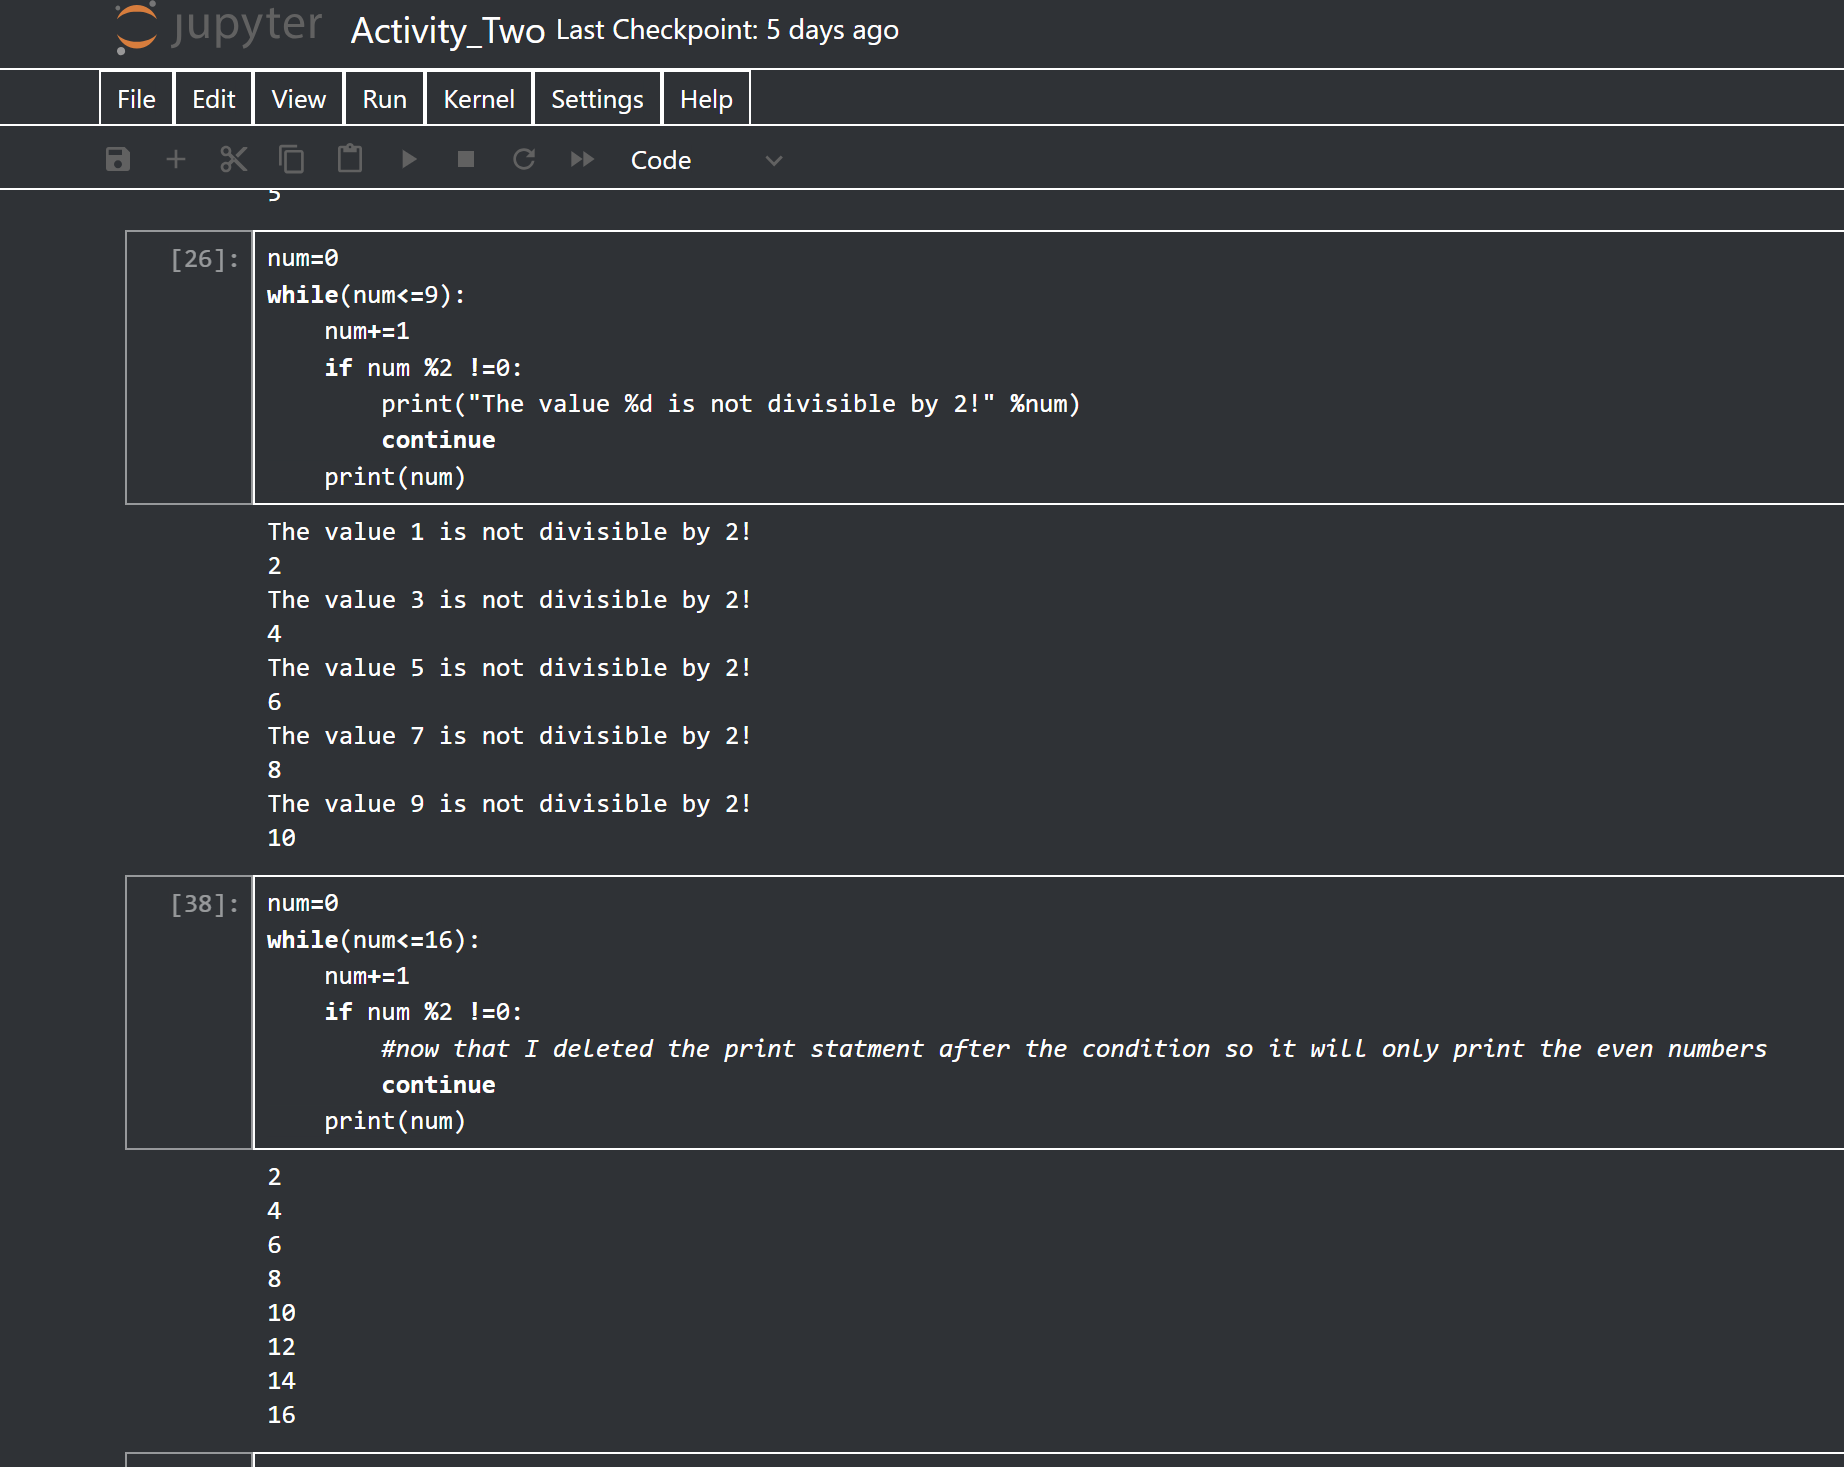 jupyter Activity_Two Last Checkpoint: 5 days ago
File Edit View Run Kernel Settings Help
Code
5
[26]: num=0
while(num<=9):
    num+=1
    if num %2 !=0:
        print("The value %d is not divisible by 2!" %num)
        continue
    print(num)
The value 1 is not divisible by 2!
2
The value 3 is not divisible by 2!
4
The value 5 is not divisible by 2!
6
The value 7 is not divisible by 2!
8
The value 9 is not divisible by 2!
10
[38]: num=0
while(num<=16):
    num+=1
    if num %2 !=0:
        #now that I deleted the print statment after the condition so it will only print the even numbers
        continue
    print(num)
2
4
6
8
10
12
14
16